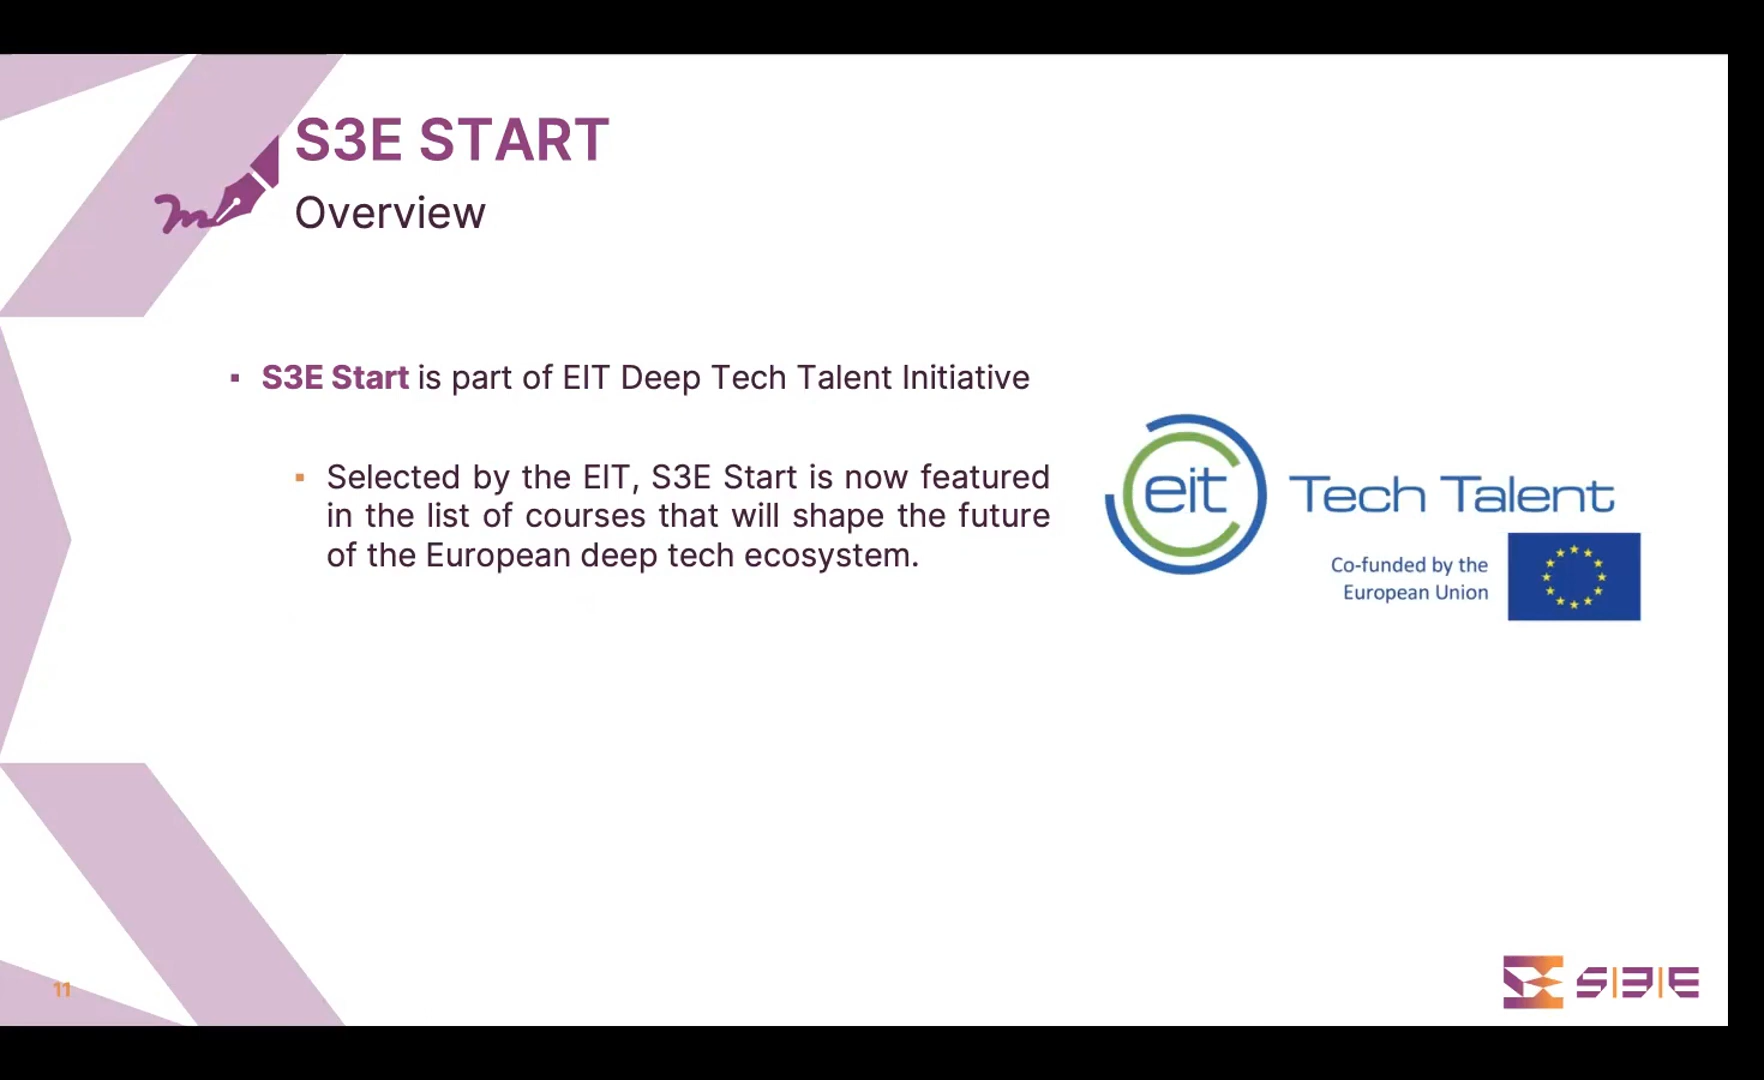 S3E START
Overview
▪ S3E Start is part of EIT Deep Tech Talent Initiative
▪ Selected by the EIT, S3E Start is now featured
in the list of courses that will shape the future
of the European deep tech ecosystem.
eit Tech Talent
Co-funded by the
European Union
11
S|3|E